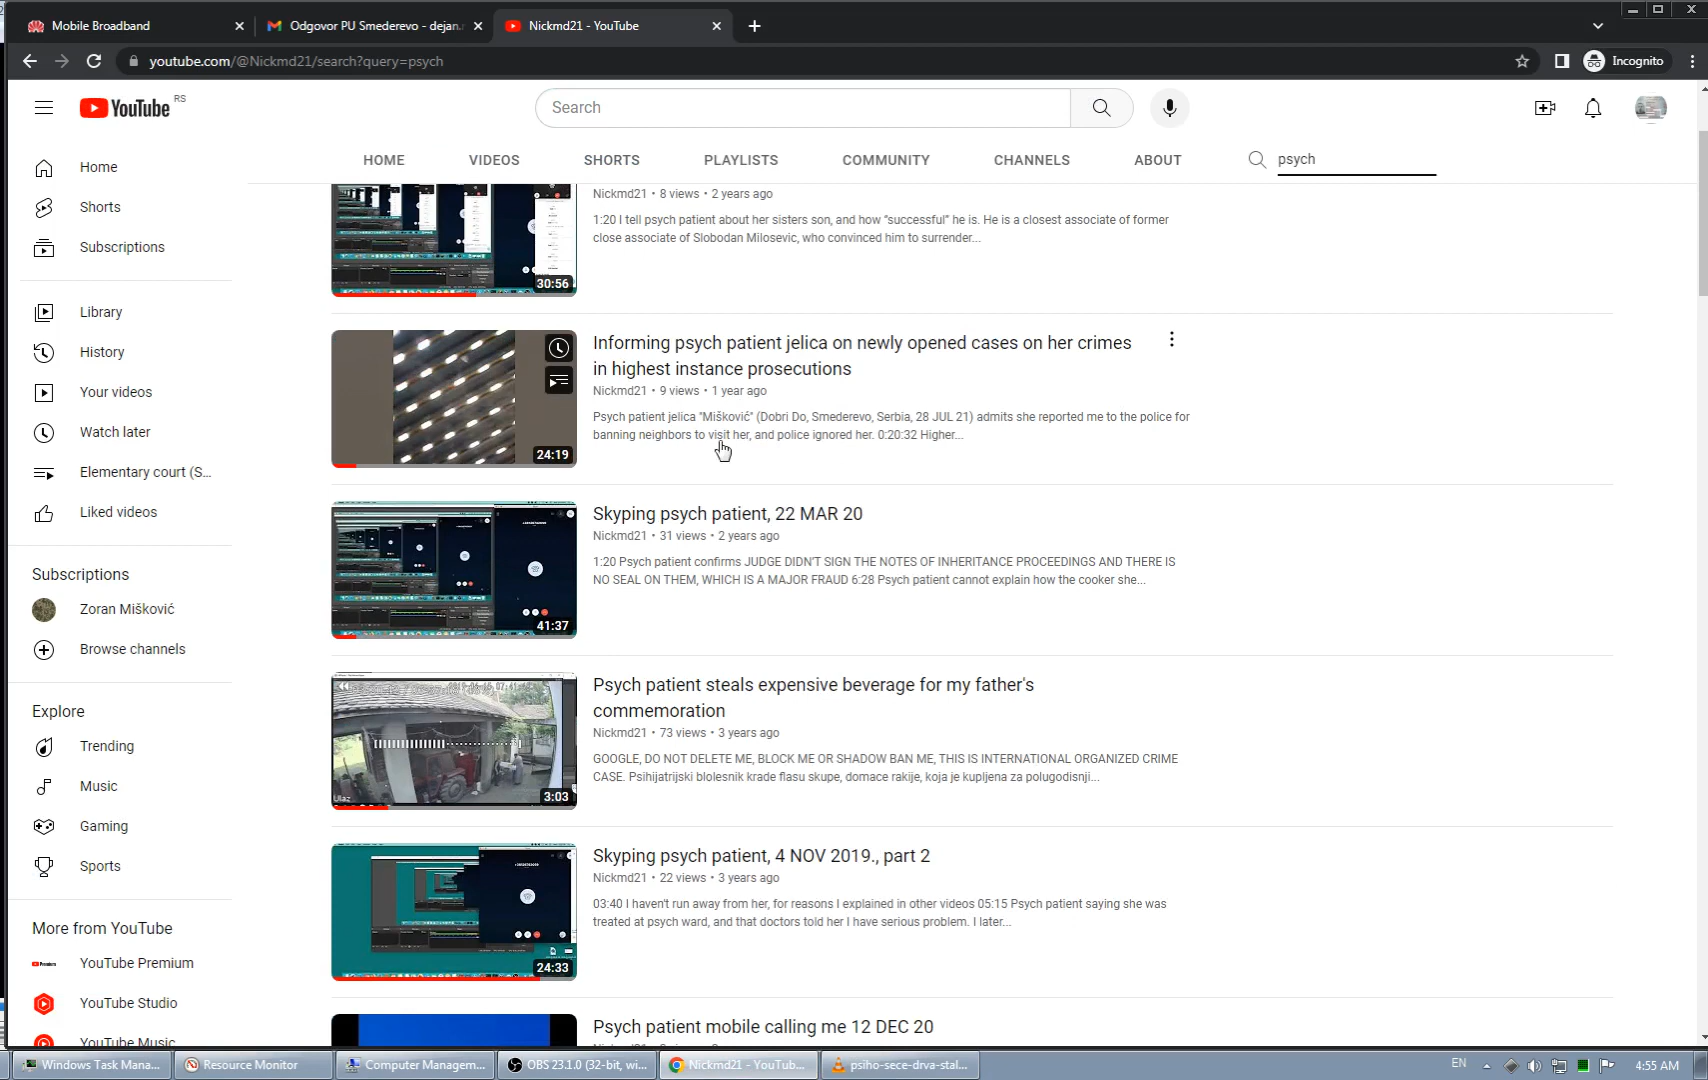 Mobile Broadband
Odgovor PU Smederevo - dejan.r
Nickmd21 - YouTube
youtube.com/@Nickmd21/search?query=psych
Incognito
YouTube RS
Search
HOME VIDEOS SHORTS PLAYLISTS COMMUNITY CHANNELS ABOUT psych
Home
Shorts
Subscriptions
Library
History
Your videos
Watch later
Elementary court (S...
Liked videos
Subscriptions
Zoran Mišković
Browse channels
Explore
Trending
Music
Gaming
Sports
More from YouTube
Premium
YouTube Premium
YouTube Studio
YouTube Music
Nickmd21 • 8 views • 2 years ago
1:20 I tell psych patient about her sisters son, and how “successful” he is. He is a closest associate of former
close associate of Slobodan Milosevic, who convinced him to surrender...
30:56
Informing psych patient jelica on newly opened cases on her crimes
in highest instance prosecutions
Nickmd21 • 9 views • 1 year ago
Psych patient jelica "Mišković" (Dobri Do, Smederevo, Serbia, 28 JUL 21) admits she reported me to the police for
banning neighbors to visit her, and police ignored her. 0:20:32 Higher...
24:19
Skyping psych patient, 22 MAR 20
Nickmd21 • 31 views • 2 years ago
1:20 Psych patient confirms JUDGE DIDN'T SIGN THE NOTES OF INHERITANCE PROCEEDINGS AND THERE IS
NO SEAL ON THEM, WHICH IS A MAJOR FRAUD 6:28 Psych patient cannot explain how the cooker she...
41:37
Psych patient steals expensive beverage for my father's
commemoration
Nickmd21 • 73 views • 3 years ago
GOOGLE, DO NOT DELETE ME, BLOCK ME OR SHADOW BAN ME, THIS IS INTERNATIONAL ORGANIZED CRIME
CASE. Psihijatrijski blolesnik krade flasu skupe, domace rakije, koja je kupljena za polugodisnji...
Ulaz
3:03
Skyping psych patient, 4 NOV 2019., part 2
Nickmd21 • 22 views • 3 years ago
03:40 I haven't run away from her, for reasons I explained in other videos 05:15 Psych patient saying she was
treated at psych ward, and that doctors told her I have serious problem. I later...
24:33
Psych patient mobile calling me 12 DEC 20
Windows Task Mana...
Resource Monitor
Computer Managem...
OBS 23.1.0 (32-bit, wi...
Nickmd21 - YouTub...
psiho-sece-drva-stal...
EN
4:55 AM